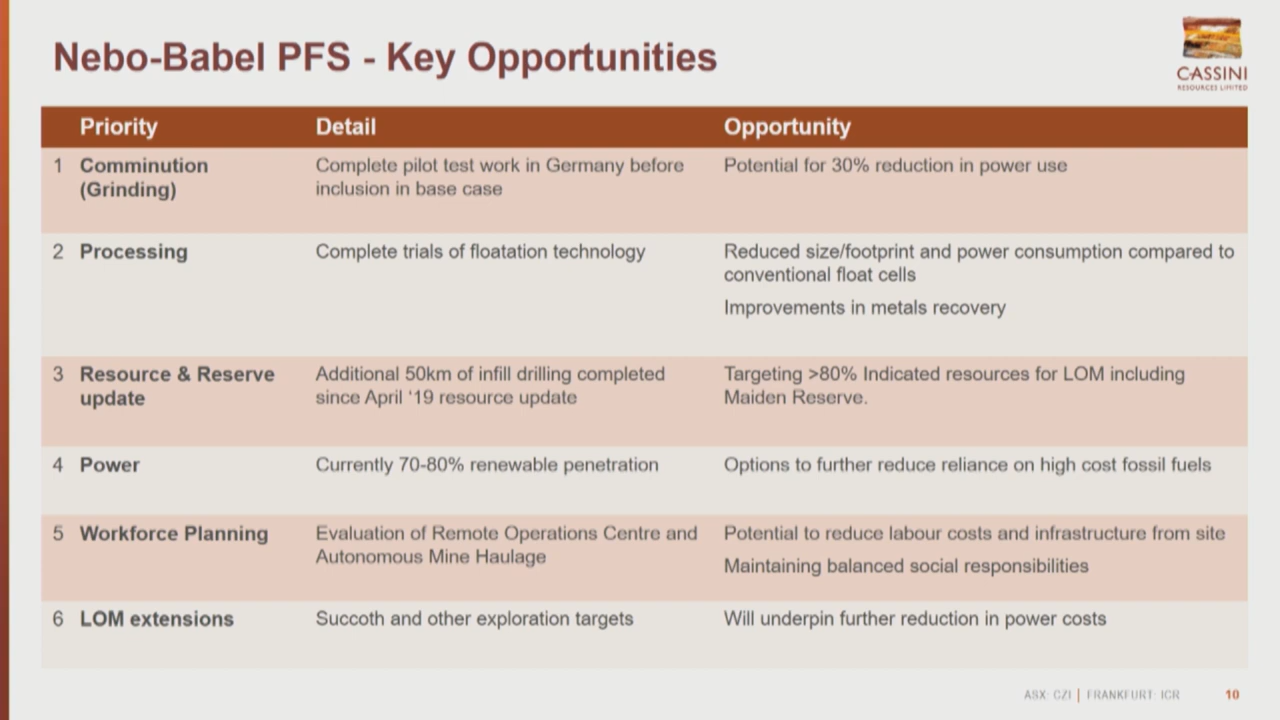 Nebo-Babel PFS - Key Opportunities
CASSINI
RESOURCES LIMITED
Priority Detail Opportunity
1 Comminution Complete pilot test work in Germany before Potential for 30% reduction in power use
(Grinding) inclusion in base case
2 Processing Complete trials of floatation technology Reduced size/footprint and power consumption compared to
conventional float cells
Improvements in metals recovery
3 Resource & Reserve Additional 50km of infill drilling completed Targeting >80% Indicated resources for LOM including
update since April ‘19 resource update Maiden Reserve.
4 Power Currently 70-80% renewable penetration Options to further reduce reliance on high cost fossil fuels
5 Workforce Planning Evaluation of Remote Operations Centre and Potential to reduce labour costs and infrastructure from site
Autonomous Mine Haulage Maintaining balanced social responsibilities
6 LOM extensions Succoth and other exploration targets Will underpin further reduction in power costs
ASX: CZI | FRANKFURT: ICR 10